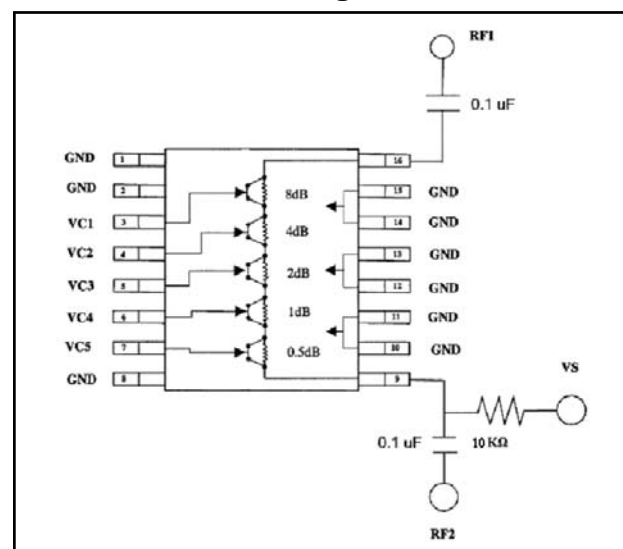 RF1
0.1 uF
GND 1 16
8dB 15 GND
GND 2
VC1 3 14 GND
4dB
VC2 4 13 GND
2dB
VC3 5 12 GND
VC4 6 1dB 11 GND
VC5 7 0.5dB 10 GND
VS
GND 8 9
0.1 uF 10 KΩ
RF2